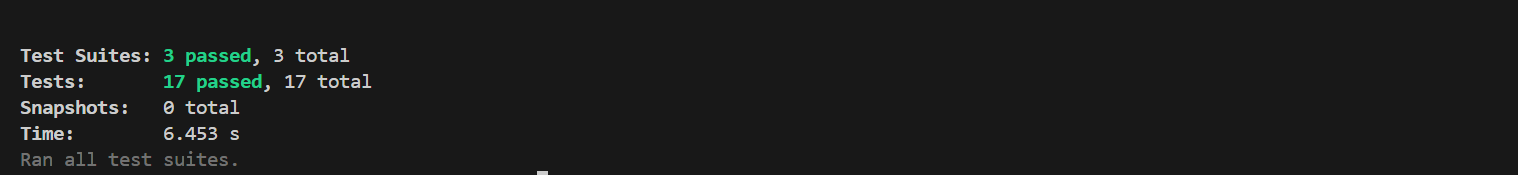 Test Suites: 3 passed, 3 total
Tests:       17 passed, 17 total
Snapshots:   0 total
Time:        6.453 s
Ran all test suites.